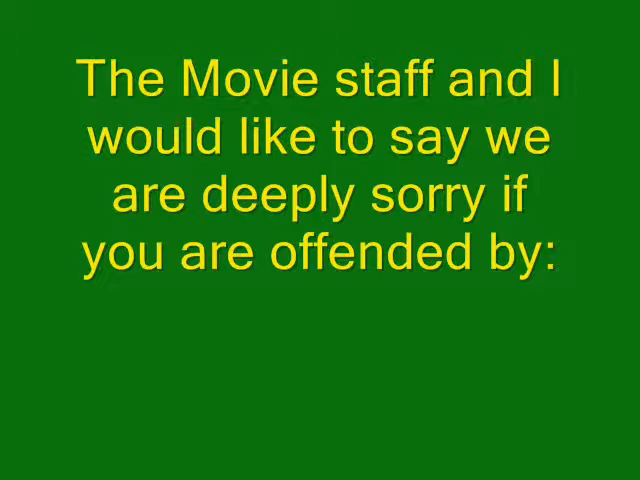 The Movie staff and I
would like to say we
are deeply sorry if
you are offended by: